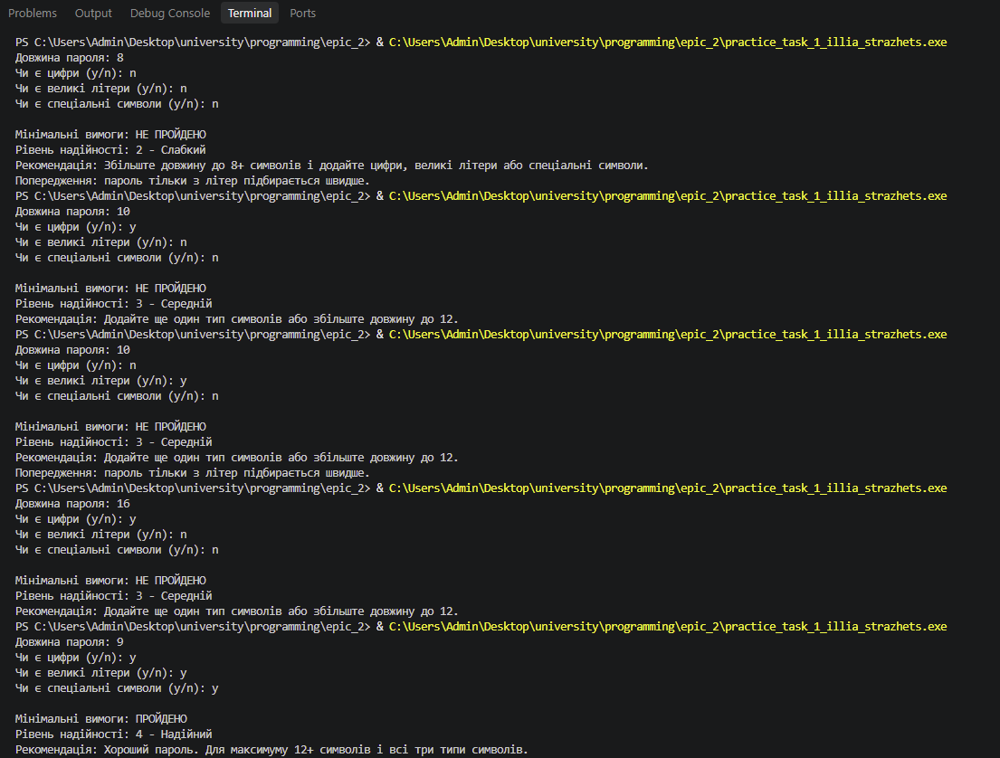 Problems Output Debug Console Terminal Ports
PS C:\Users\Admin\Desktop\university\programming\epic_2> & C:\Users\Admin\Desktop\university\programming\epic_2\practice_task_1_illia_strazhets.exe
Довжина пароля: 8
Чи є цифри (y/n): n
Чи є великі літери (y/n): n
Чи є спеціальні символи (y/n): n
Мінімальні вимоги: НЕ ПРОЙДЕНО
Рівень надійності: 2 - Слабкий
Рекомендація: Збільште довжину до 8+ символів і додайте цифри, великі літери або спеціальні символи.
Попередження: пароль тільки з літер підбирається швидше.
PS C:\Users\Admin\Desktop\university\programming\epic_2> & C:\Users\Admin\Desktop\university\programming\epic_2\practice_task_1_illia_strazhets.exe
Довжина пароля: 10
Чи є цифри (y/n): y
Чи є великі літери (y/n): n
Чи є спеціальні символи (y/n): n
Мінімальні вимоги: НЕ ПРОЙДЕНО
Рівень надійності: 3 - Середній
Рекомендація: Додайте ще один тип символів або збільште довжину до 12.
PS C:\Users\Admin\Desktop\university\programming\epic_2> & C:\Users\Admin\Desktop\university\programming\epic_2\practice_task_1_illia_strazhets.exe
Довжина пароля: 10
Чи є цифри (y/n): n
Чи є великі літери (y/n): y
Чи є спеціальні символи (y/n): n
Мінімальні вимоги: НЕ ПРОЙДЕНО
Рівень надійності: 3 - Середній
Рекомендація: Додайте ще один тип символів або збільште довжину до 12.
Попередження: пароль тільки з літер підбирається швидше.
PS C:\Users\Admin\Desktop\university\programming\epic_2> & C:\Users\Admin\Desktop\university\programming\epic_2\practice_task_1_illia_strazhets.exe
Довжина пароля: 16
Чи є цифри (y/n): y
Чи є великі літери (y/n): n
Чи є спеціальні символи (y/n): n
Мінімальні вимоги: НЕ ПРОЙДЕНО
Рівень надійності: 3 - Середній
Рекомендація: Додайте ще один тип символів або збільште довжину до 12.
PS C:\Users\Admin\Desktop\university\programming\epic_2> & C:\Users\Admin\Desktop\university\programming\epic_2\practice_task_1_illia_strazhets.exe
Довжина пароля: 9
Чи є цифри (y/n): y
Чи є великі літери (y/n): y
Чи є спеціальні символи (y/n): y
Мінімальні вимоги: ПРОЙДЕНО
Рівень надійності: 4 - Надійний
Рекомендація: Хороший пароль. Для максимуму 12+ символів і всі три типи символів.